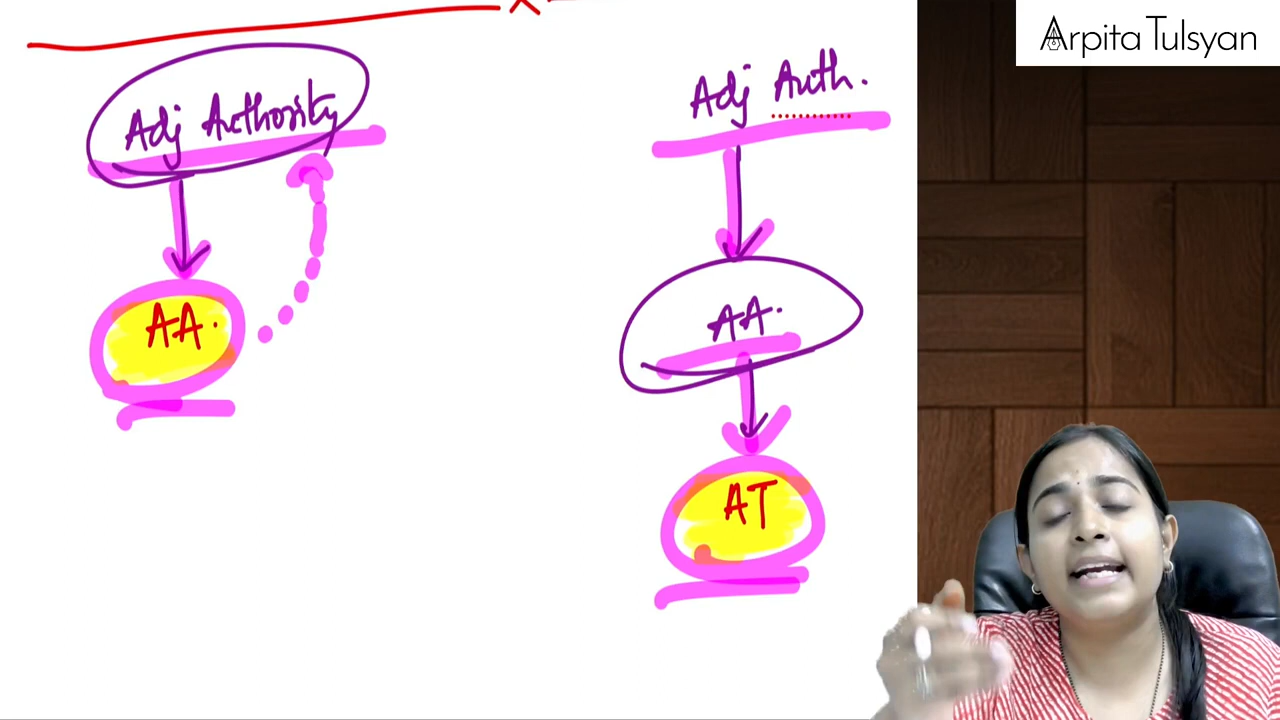 Arpita Tulsyan
Adj Authority
AA.
Adj Auth.
AA.
AT